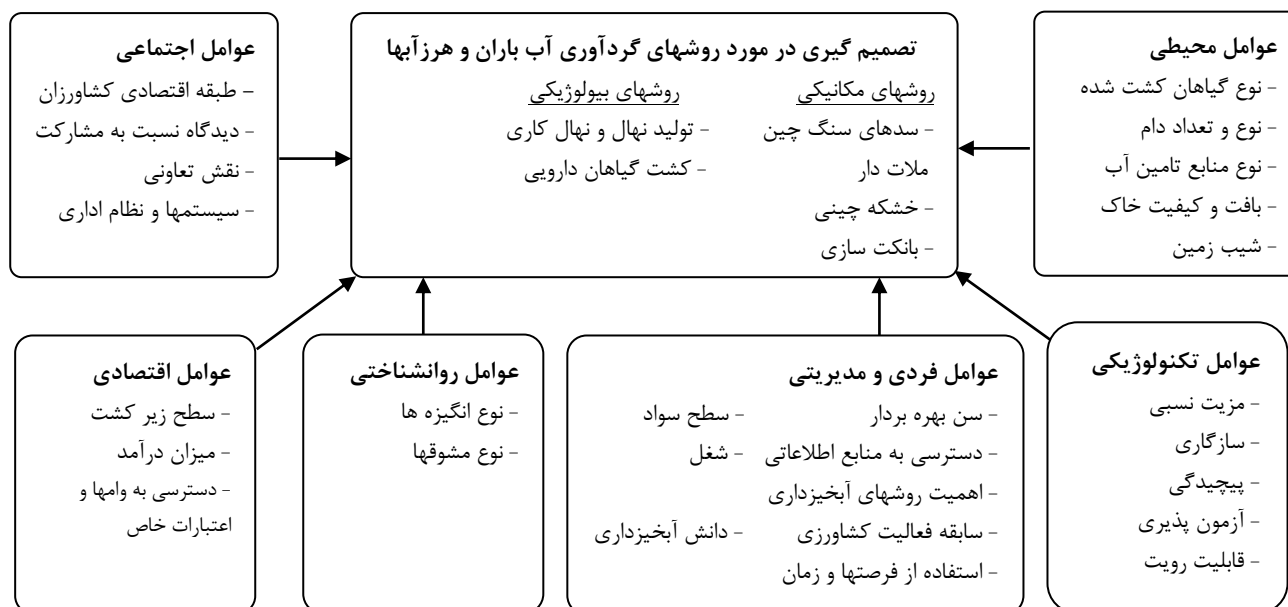 عوامل محیطی
- نوع گیاهان کشت شده
- نوع و تعداد دام
- نوع منابع تامین آب
- بافت و کیفیت خاک
- شیب زمین
تصمیم گیری در مورد روشهای گردآوری آب باران و هرزآبها
روشهای مکانیکی
- سدهای سنگ چین
ملات دار
- خشکه چینی
- بانکت سازی
روشهای بیولوژیکی
- تولید نهال و نهال کاری
- کشت گیاهان دارویی
عوامل اجتماعی
- طبقه اقتصادی کشاورزان
- دیدگاه نسبت به مشارکت
- نقش تعاونی
- سیستمها و نظام اداری
عوامل تکنولوژیکی
- مزیت نسبی
- سازگاری
- پیچیدگی
- آزمون پذیری
- قابلیت رویت
عوامل فردی و مدیریتی
- سن بهره بردار - سطح سواد
- دسترسی به منابع اطلاعاتی - شغل
- اهمیت روشهای آبخیزداری
- سابقه فعالیت کشاورزی - دانش آبخیزداری
- استفاده از فرصتها و زمان
عوامل روانشناختی
- نوع انگیزه ها
- نوع مشوقها
عوامل اقتصادی
- سطح زیر کشت
- میزان درآمد
- دسترسی به وامها و
اعتبارات خاص